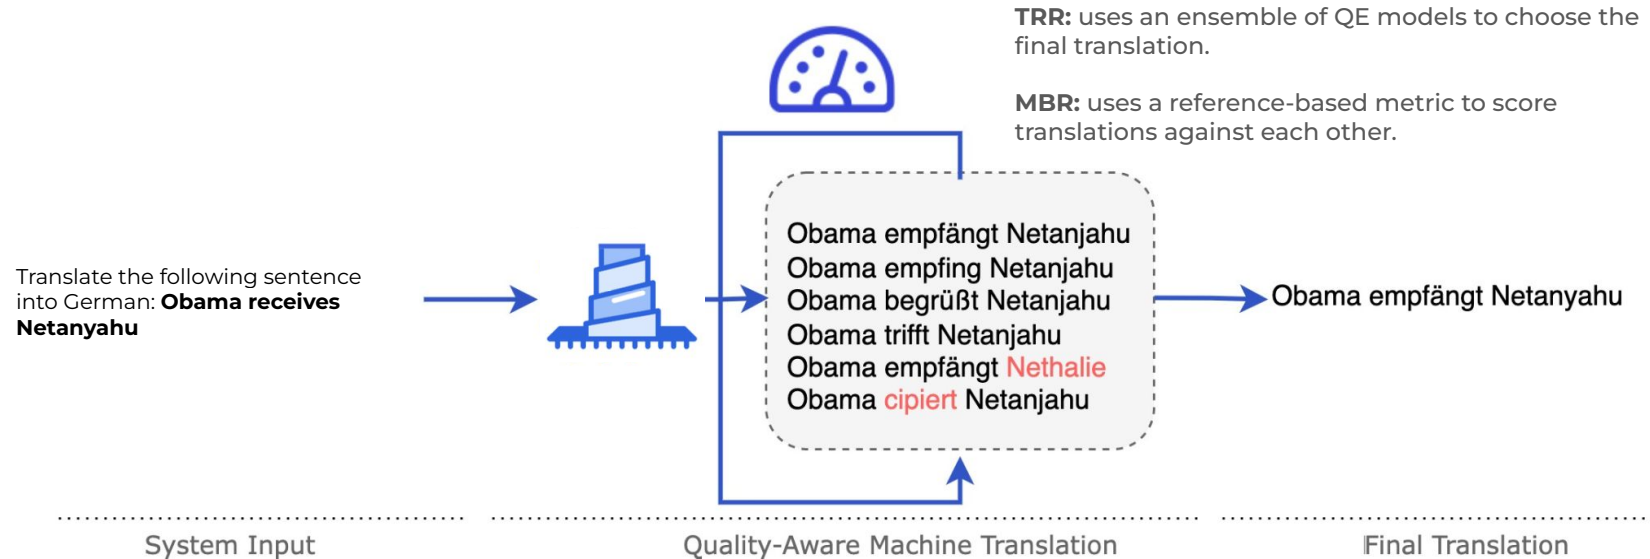 TRR: uses an ensemble of QE models to choose the
final translation.
MBR: uses a reference-based metric to score
translations against each other.
Translate the following sentence
into German: Obama receives
Netanyahu
Obama empfängt Netanjahu
Obama empfing Netanjahu
Obama begrüßt Netanjahu
Obama trifft Netanjahu
Obama empfängt Nethalie
Obama cipiert Netanjahu
Obama empfängt Netanyahu
System Input
Quality-Aware Machine Translation
Final Translation